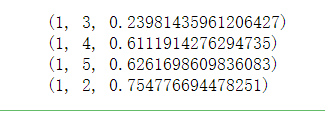 (1, 3, 0.23981435961206427)
(1, 4, 0.6111914276294735)
(1, 5, 0.6261698609836083)
(1, 2, 0.754776694478251)